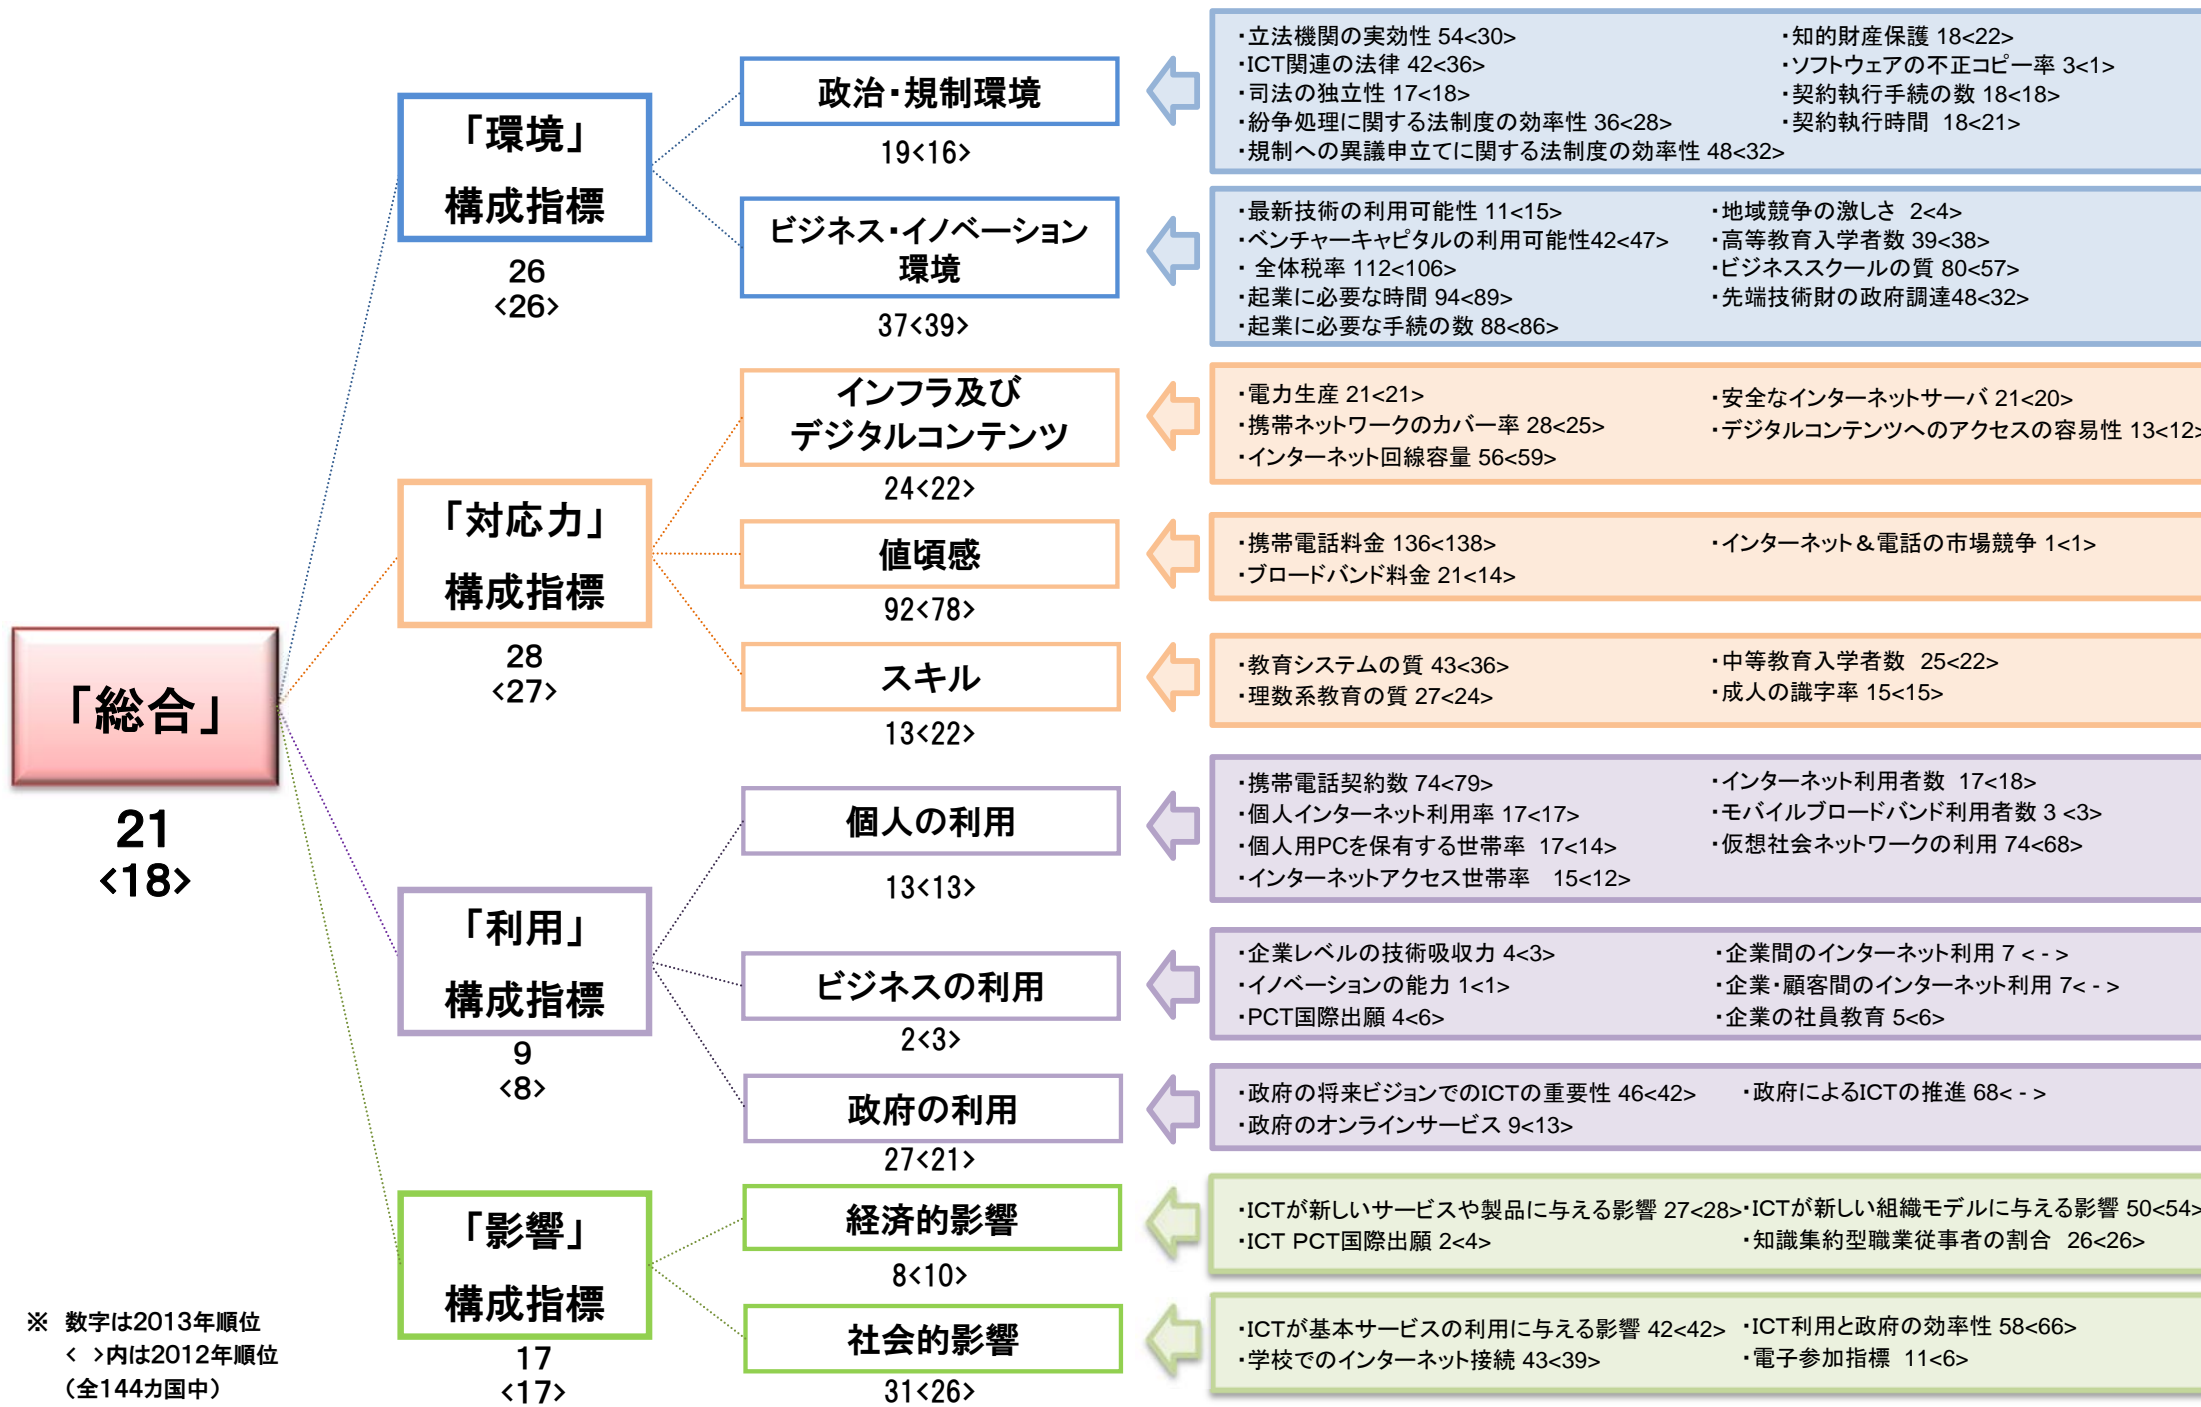 「総合」
21
<18>
「環境」
構成指標
26
<26>
政治・規制環境
19<16>
・立法機関の実効性 54<30>
・ICT関連の法律 42<36>
・司法の独立性 17<18>
・紛争処理に関する法制度の効率性 36<28>
・規制への異議申立てに関する法制度の効率性 48<32>
・知的財産保護 18<22>
・ソフトウェアの不正コピー率 3<1>
・契約執行手続の数 18<18>
・契約執行時間 18<21>
ビジネス・イノベーション
環境
37<39>
・最新技術の利用可能性 11<15>
・ベンチャーキャピタルの利用可能性42<47>
・ 全体税率 112<106>
・起業に必要な時間 94<89>
・起業に必要な手続の数 88<86>
・地域競争の激しさ 2<4>
・高等教育入学者数 39<38>
・ビジネススクールの質 80<57>
・先端技術財の政府調達48<32>
「対応力」
構成指標
28
<27>
インフラ及び
デジタルコンテンツ
24<22>
・電力生産 21<21>
・携帯ネットワークのカバー率 28<25>
・インターネット回線容量 56<59>
・安全なインターネットサーバ 21<20>
・デジタルコンテンツへのアクセスの容易性 13<12>
値頃感
92<78>
・携帯電話料金 136<138>
・ブロードバンド料金 21<14>
・インターネット＆電話の市場競争 1<1>
スキル
13<22>
・教育システムの質 43<36>
・理数系教育の質 27<24>
・中等教育入学者数 25<22>
・成人の識字率 15<15>
「利用」
構成指標
9
<8>
個人の利用
13<13>
・携帯電話契約数 74<79>
・個人インターネット利用率 17<17>
・個人用PCを保有する世帯率 17<14>
・インターネットアクセス世帯率 15<12>
・インターネット利用者数 17<18>
・モバイルブロードバンド利用者数 3 <3>
・仮想社会ネットワークの利用 74<68>
ビジネスの利用
2<3>
・企業レベルの技術吸収力 4<3>
・イノベーションの能力 1<1>
・PCT国際出願 4<6>
・企業間のインターネット利用 7 < - >
・企業・顧客間のインターネット利用 7< - >
・企業の社員教育 5<6>
政府の利用
27<21>
・政府の将来ビジョンでのICTの重要性 46<42>
・政府のオンラインサービス 9<13>
・政府によるICTの推進 68< - >
「影響」
構成指標
17
<17>
経済的影響
8<10>
・ICTが新しいサービスや製品に与える影響 27<28>
・ICT PCT国際出願 2<4>
・ICTが新しい組織モデルに与える影響 50<54>
・知識集約型職業従事者の割合 26<26>
社会的影響
31<26>
・ICTが基本サービスの利用に与える影響 42<42>
・学校でのインターネット接続 43<39>
・ICT利用と政府の効率性 58<66>
・電子参加指標 11<6>
※ 数字は2013年順位
< >内は2012年順位
（全144カ国中）